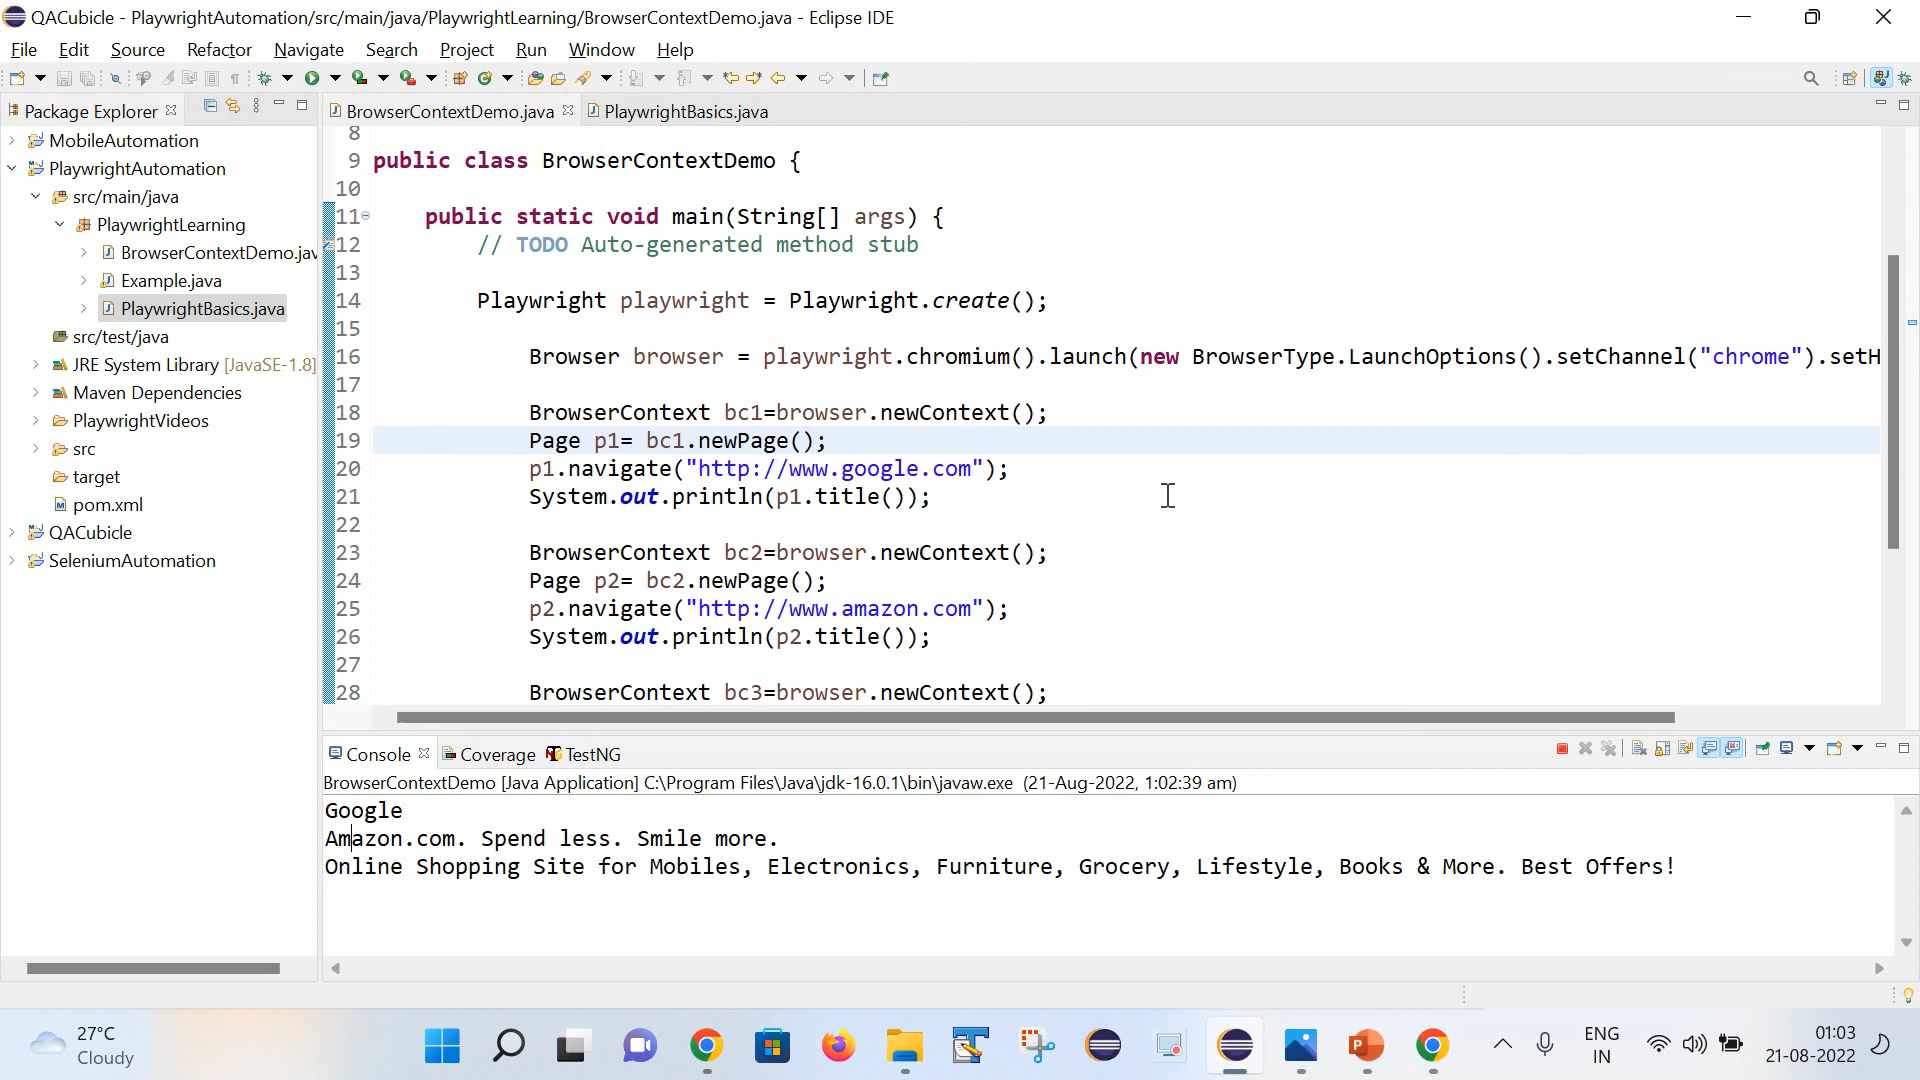 QACubicle - PlaywrightAutomation/src/main/java/PlaywrightLearning/BrowserContextDemo.java - Eclipse IDE
File Edit Source Refactor Navigate Search Project Run Window Help
Package Explorer
MobileAutomation
PlaywrightAutomation
src/main/java
PlaywrightLearning
BrowserContextDemo.jav
Example.java
PlaywrightBasics.java
src/test/java
JRE System Library [JavaSE-1.8]
Maven Dependencies
PlaywrightVideos
src
target
pom.xml
QACubicle
SeleniumAutomation
BrowserContextDemo.java PlaywrightBasics.java
8
9 public class BrowserContextDemo {
10
11 public static void main(String[] args) {
12 // TODO Auto-generated method stub
13
14 Playwright playwright = Playwright.create();
15
16 Browser browser = playwright.chromium().launch(new BrowserType.LaunchOptions().setChannel("chrome").setH
17
18 BrowserContext bc1=browser.newContext();
19 Page p1= bc1.newPage();
20 p1.navigate("http://www.google.com");
21 System.out.println(p1.title());
22
23 BrowserContext bc2=browser.newContext();
24 Page p2= bc2.newPage();
25 p2.navigate("http://www.amazon.com");
26 System.out.println(p2.title());
27
28 BrowserContext bc3=browser.newContext();
Console Coverage TestNG
BrowserContextDemo [Java Application] C:\Program Files\Java\jdk-16.0.1\bin\javaw.exe (21-Aug-2022, 1:02:39 am)
Google
Amazon.com. Spend less. Smile more.
Online Shopping Site for Mobiles, Electronics, Furniture, Grocery, Lifestyle, Books & More. Best Offers!
27°C
Cloudy
ENG
IN
01:03
21-08-2022